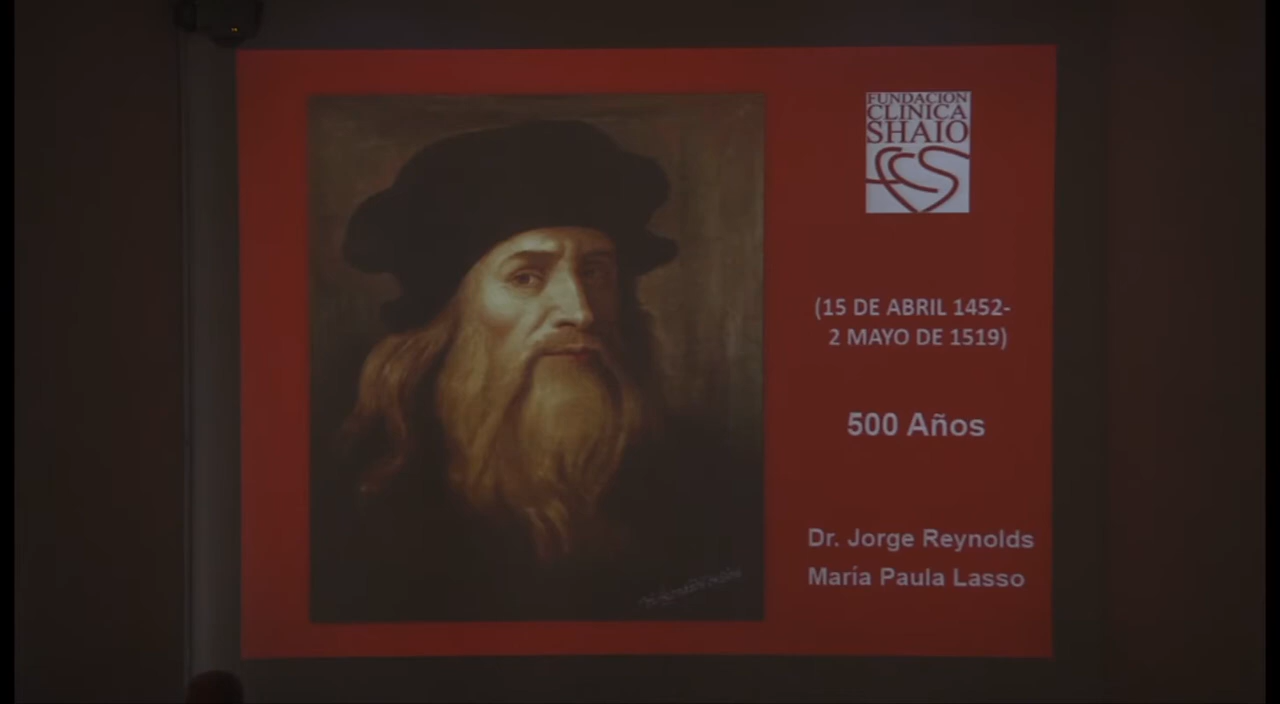 FUNDACION
CLINICA
SHAIO
(15 DE ABRIL 1452-
2 MAYO DE 1519)
500 Años
Dr. Jorge Reynolds
María Paula Lasso